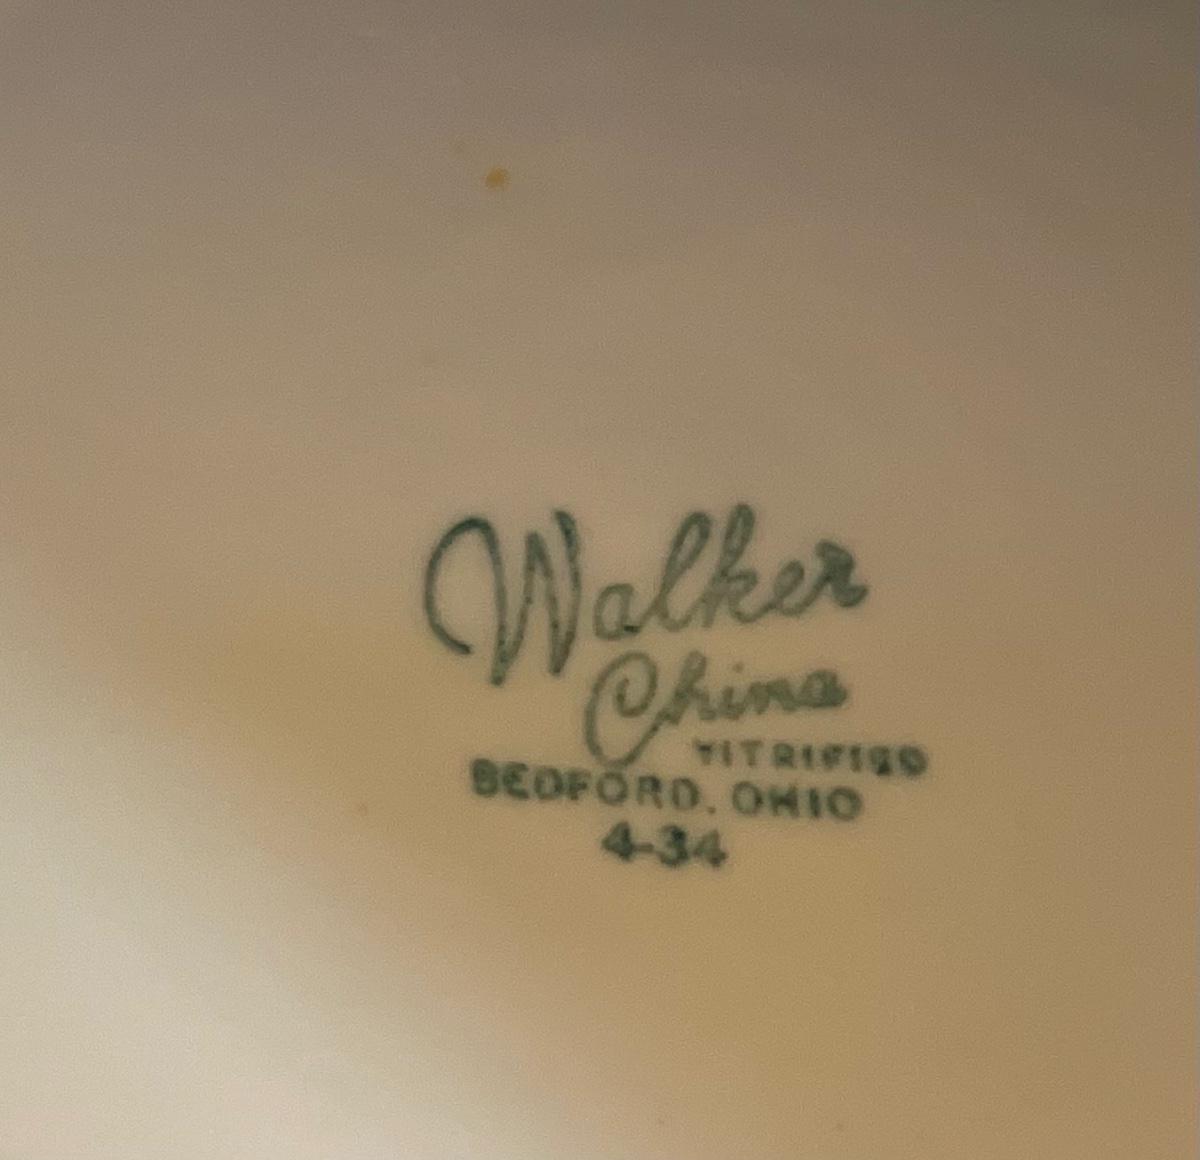 Walker
China
VITRIFIED
BEDFORD, OHIO
4-34